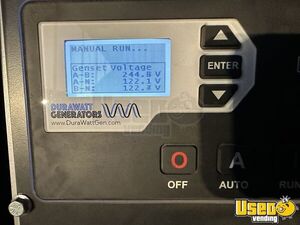 MANUAL RUN...
Genset Voltage
A-B: 244.8 V
A-N: 122.1 V
B-N: 122.7 V
ENTER
DURAWATT
GENERATORS
www.DuraWattGen.com
O A
OFF AUTO RUN
Used
vending